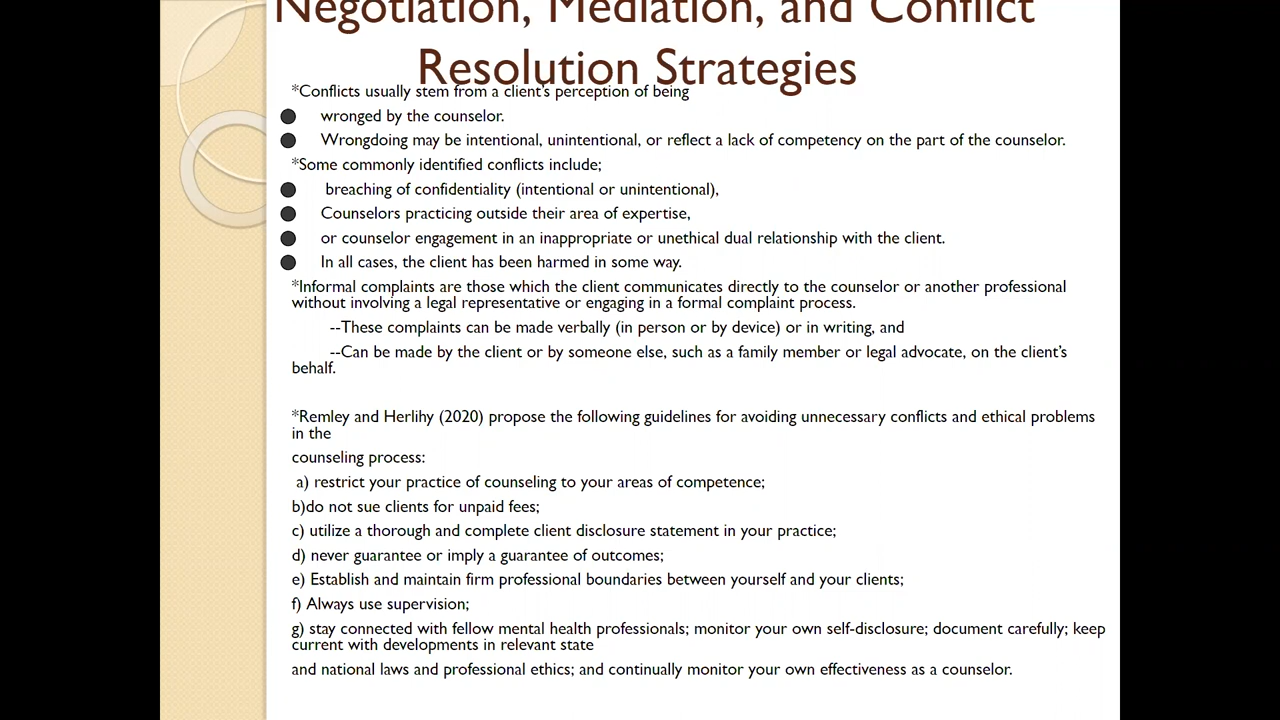 Negotiation, Mediation, and Conflict
Resolution Strategies
*Conflicts usually stem from a client's perception of being
● wronged by the counselor.
● Wrongdoing may be intentional, unintentional, or reflect a lack of competency on the part of the counselor.
*Some commonly identified conflicts include;
● breaching of confidentiality (intentional or unintentional),
● Counselors practicing outside their area of expertise,
● or counselor engagement in an inappropriate or unethical dual relationship with the client.
● In all cases, the client has been harmed in some way.
*Informal complaints are those which the client communicates directly to the counselor or another professional
without involving a legal representative or engaging in a formal complaint process.
--These complaints can be made verbally (in person or by device) or in writing, and
--Can be made by the client or by someone else, such as a family member or legal advocate, on the client's
behalf.
*Remley and Herlihy (2020) propose the following guidelines for avoiding unnecessary conflicts and ethical problems
in the
counseling process:
a) restrict your practice of counseling to your areas of competence;
b)do not sue clients for unpaid fees;
c) utilize a thorough and complete client disclosure statement in your practice;
d) never guarantee or imply a guarantee of outcomes;
e) Establish and maintain firm professional boundaries between yourself and your clients;
f) Always use supervision;
g) stay connected with fellow mental health professionals; monitor your own self-disclosure; document carefully; keep
current with developments in relevant state
and national laws and professional ethics; and continually monitor your own effectiveness as a counselor.